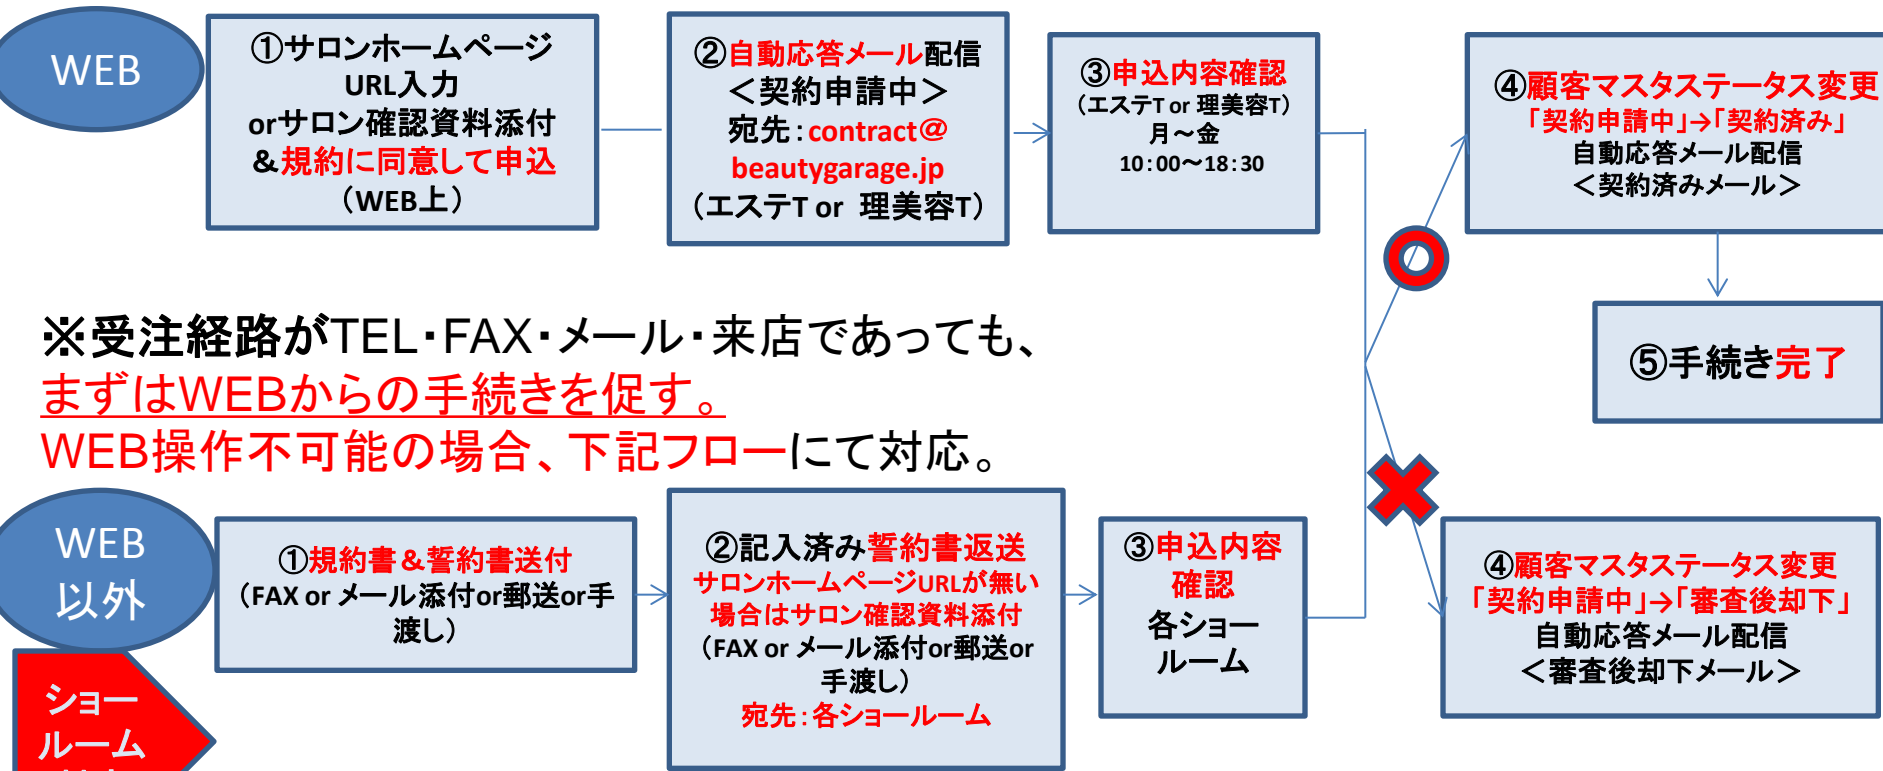 WEB
①サロンホームページ
URL入力
orサロン確認資料添付
&規約に同意して申込
（WEB上）
②自動応答メール配信
＜契約申請中＞
宛先：contract＠
beautygarage.jp
（エステT or 理美容T）
③申込内容確認
（エステT or 理美容T）
月～金
10：00～18：30
④顧客マスタステータス変更
「契約申請中」→「契約済み」
自動応答メール配信
＜契約済みメール＞
⑤手続き完了
※受注経路がTEL・FAX・メール・来店であっても、
まずはWEBからの手続きを促す。
WEB操作不可能の場合、下記フローにて対応。
WEB
以外
①規約書＆誓約書送付
（FAX or メール添付or郵送or手
渡し）
②記入済み誓約書返送
サロンホームページURLが無い
場合はサロン確認資料添付
（FAX or メール添付or郵送or
手渡し）
宛先：各ショールーム
③申込内容
確認
各ショー
ルーム
④顧客マスタステータス変更
「契約申請中」→「審査後却下」
自動応答メール配信
＜審査後却下メール＞
ショー
ルーム